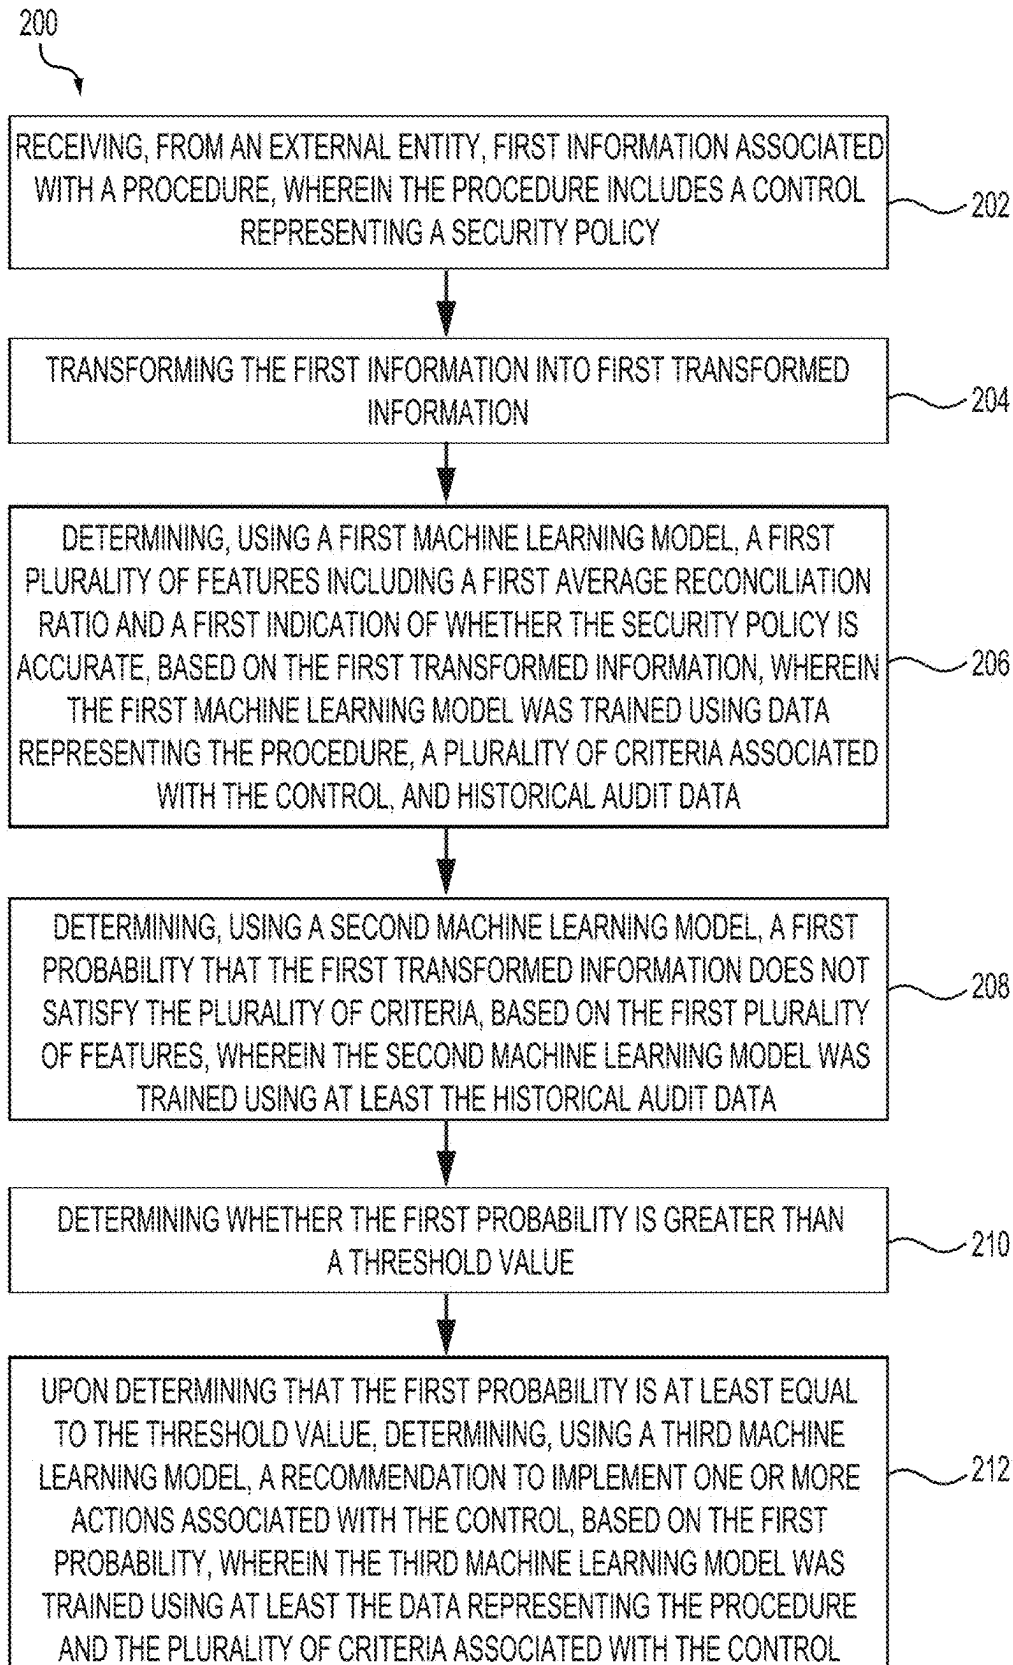 200
RECEIVING, FROM AN EXTERNAL ENTITY, FIRST INFORMATION ASSOCIATED
WITH A PROCEDURE, WHEREIN THE PROCEDURE INCLUDES A CONTROL
REPRESENTING A SECURITY POLICY
202
TRANSFORMING THE FIRST INFORMATION INTO FIRST TRANSFORMED
INFORMATION
204
DETERMINING, USING A FIRST MACHINE LEARNING MODEL, A FIRST
PLURALITY OF FEATURES INCLUDING A FIRST AVERAGE RECONCILIATION
RATIO AND A FIRST INDICATION OF WHETHER THE SECURITY POLICY IS
ACCURATE, BASED ON THE FIRST TRANSFORMED INFORMATION, WHEREIN
THE FIRST MACHINE LEARNING MODEL WAS TRAINED USING DATA
REPRESENTING THE PROCEDURE, A PLURALITY OF CRITERIA ASSOCIATED
WITH THE CONTROL, AND HISTORICAL AUDIT DATA
206
DETERMINING, USING A SECOND MACHINE LEARNING MODEL, A FIRST
PROBABILITY THAT THE FIRST TRANSFORMED INFORMATION DOES NOT
SATISFY THE PLURALITY OF CRITERIA, BASED ON THE FIRST PLURALITY
OF FEATURES, WHEREIN THE SECOND MACHINE LEARNING MODEL WAS
TRAINED USING AT LEAST THE HISTORICAL AUDIT DATA
208
DETERMINING WHETHER THE FIRST PROBABILITY IS GREATER THAN
A THRESHOLD VALUE
210
UPON DETERMINING THAT THE FIRST PROBABILITY IS AT LEAST EQUAL
TO THE THRESHOLD VALUE, DETERMINING, USING A THIRD MACHINE
LEARNING MODEL, A RECOMMENDATION TO IMPLEMENT ONE OR MORE
ACTIONS ASSOCIATED WITH THE CONTROL, BASED ON THE FIRST
PROBABILITY, WHEREIN THE THIRD MACHINE LEARNING MODEL WAS
TRAINED USING AT LEAST THE DATA REPRESENTING THE PROCEDURE
AND THE PLURALITY OF CRITERIA ASSOCIATED WITH THE CONTROL
212